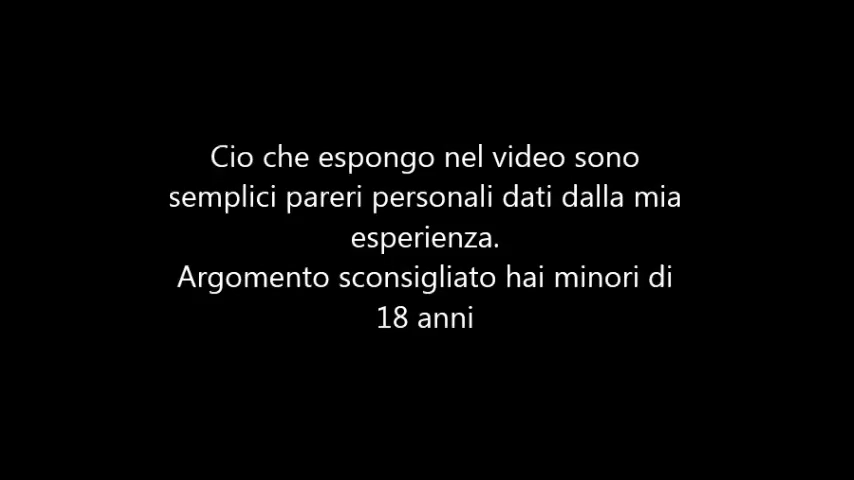 Cio che espongo nel video sono
semplici pareri personali dati dalla mia
esperienza.
Argomento sconsigliato hai minori di
18 anni